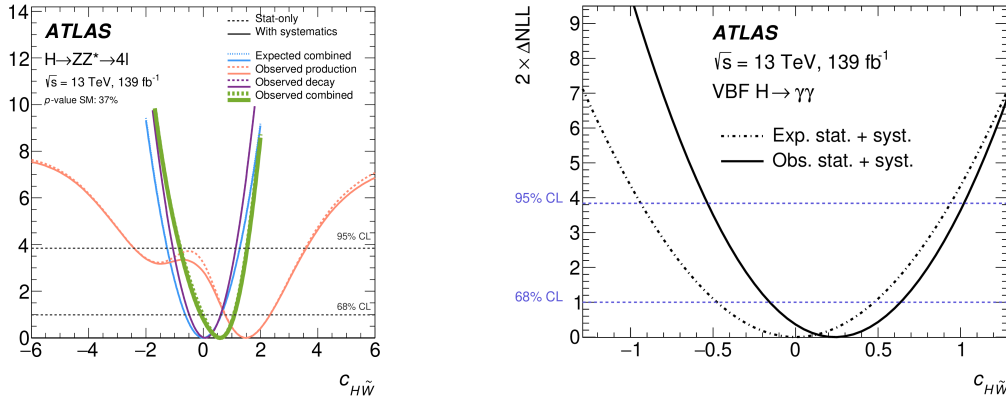 14
12
10
8
6
4
2
0
ATLAS
H→ZZ*→4l
√s = 13 TeV, 139 fb⁻¹
p-value SM: 37%
Stat-only
With systematics
Expected combined
Observed production
Observed decay
Observed combined
95% CL
68% CL
−6 −4 −2 0 2 4 6
c_{HW̃}
2 × ΔNLL
9
8
7
6
5
4
3
2
1
0
ATLAS
√s = 13 TeV, 139 fb⁻¹
VBF H→ γγ
Exp. stat. + syst.
Obs. stat. + syst.
95% CL
68% CL
−1 −0.5 0 0.5 1
c_{HW̃}